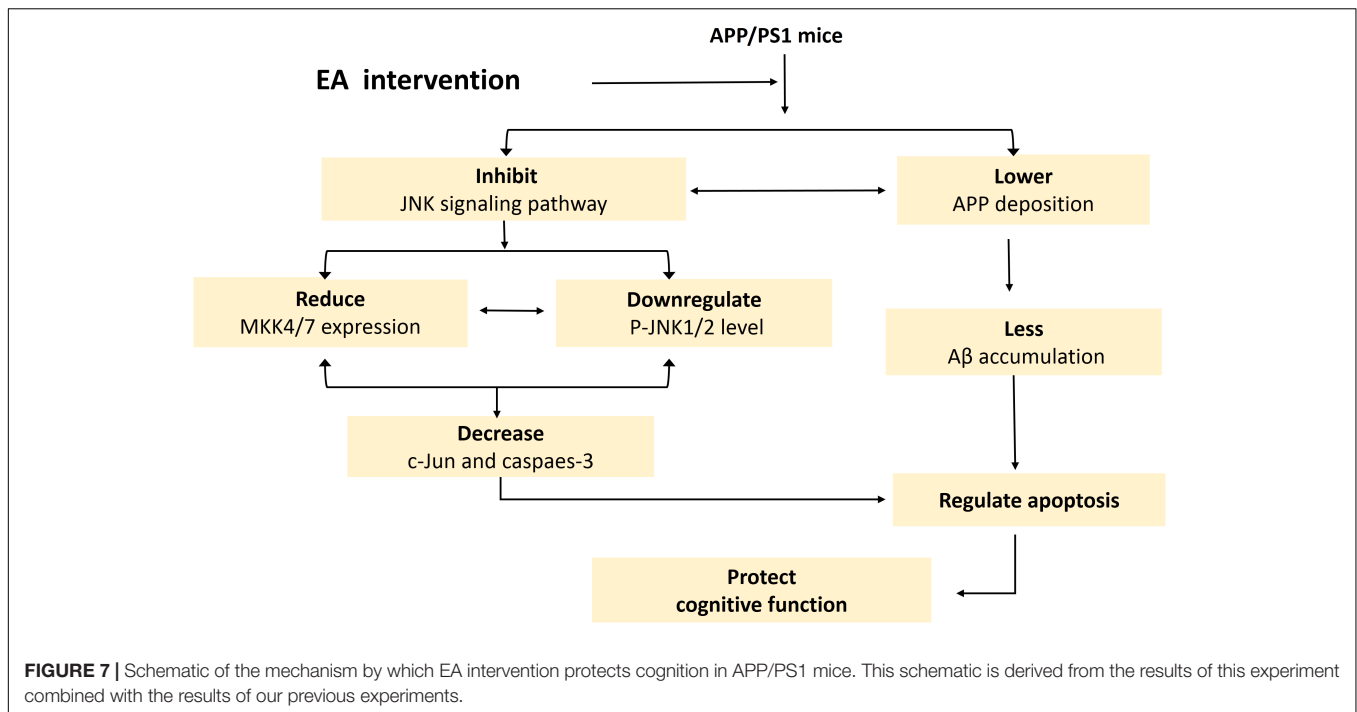 APP/PS1 mice
EA intervention
Inhibit
JNK signaling pathway
Lower
APP deposition
Reduce
MKK4/7 expression
Downregulate
P-JNK1/2 level
Less
Aβ accumulation
Decrease
c-Jun and caspaes-3
Regulate apoptosis
Protect
cognitive function
FIGURE 7 | Schematic of the mechanism by which EA intervention protects cognition in APP/PS1 mice. This schematic is derived from the results of this experiment
combined with the results of our previous experiments.